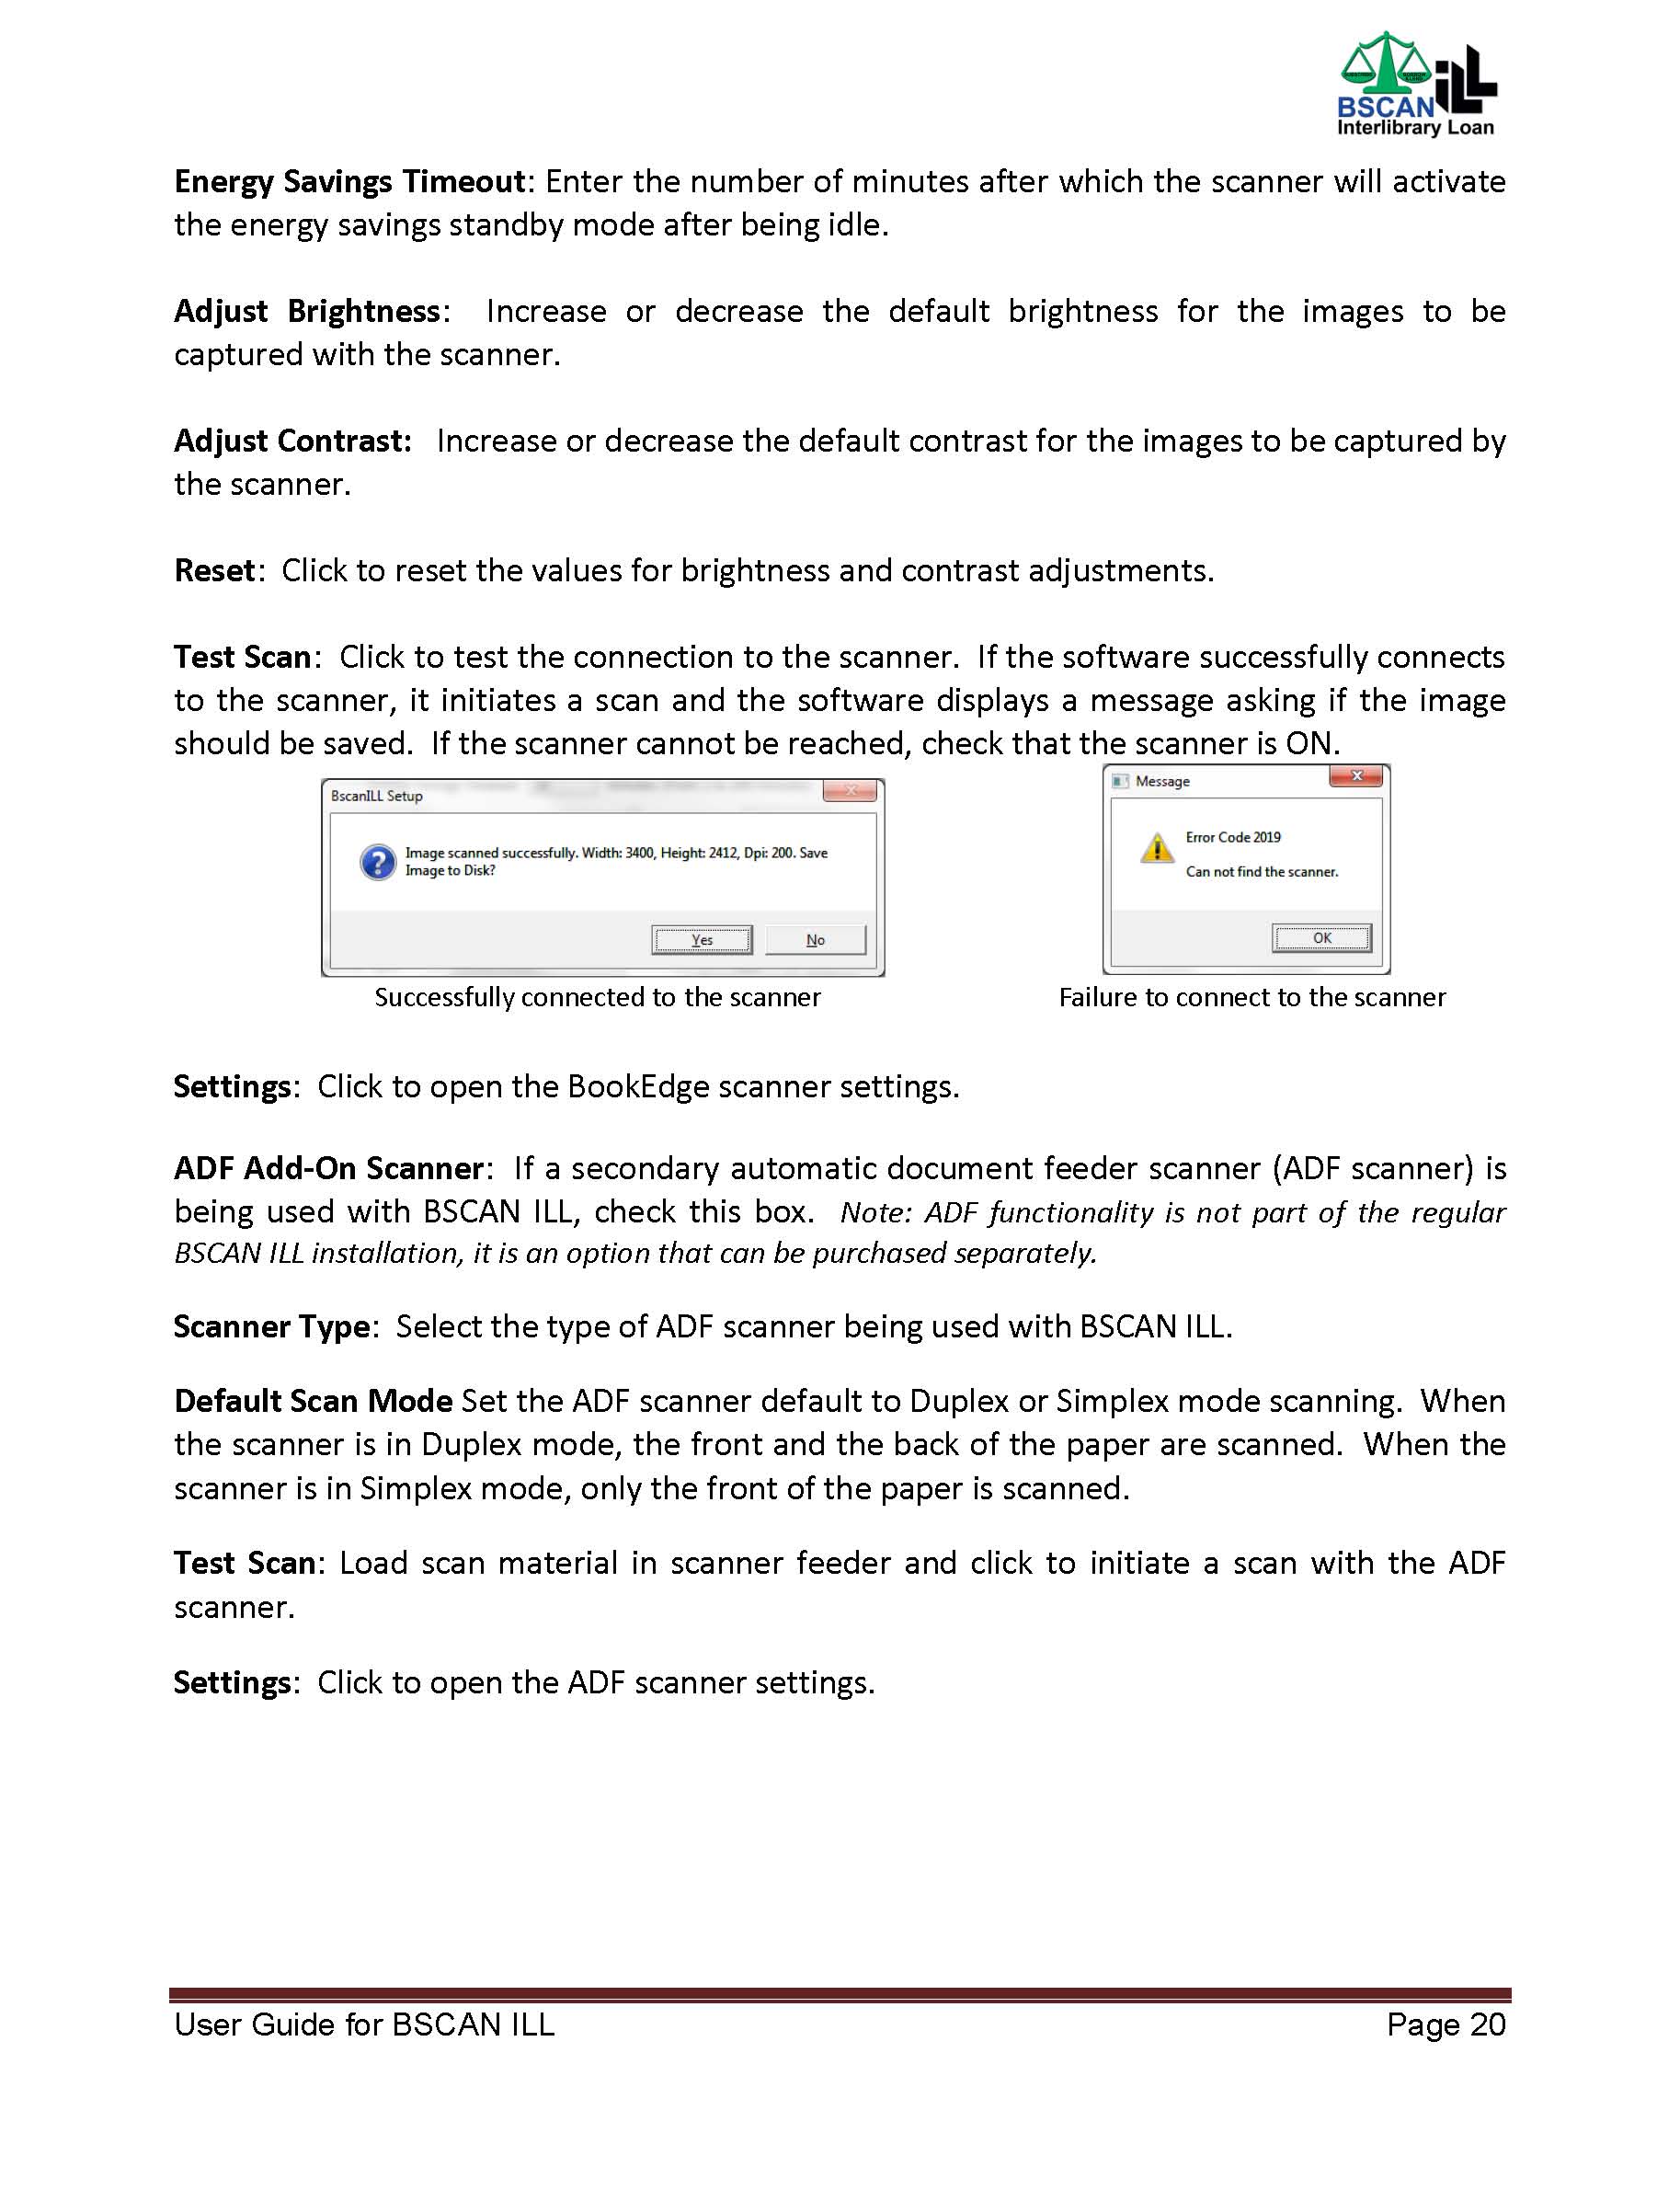 BSCAN ILL
Interlibrary Loan
Energy Savings Timeout: Enter the number of minutes after which the scanner will activate
the energy savings standby mode after being idle.
Adjust Brightness:  Increase or decrease the default brightness for the images to be
captured with the scanner.
Adjust Contrast:  Increase or decrease the default contrast for the images to be captured by
the scanner.
Reset:  Click to reset the values for brightness and contrast adjustments.
Test Scan:  Click to test the connection to the scanner.  If the software successfully connects
to the scanner, it initiates a scan and the software displays a message asking if the image
should be saved.  If the scanner cannot be reached, check that the scanner is ON.
BscanILL Setup
Image scanned successfully. Width: 3400, Height: 2412, Dpi: 200. Save
Image to Disk?
Yes No
Message
Error Code 2019
Can not find the scanner.
OK
Successfully connected to the scanner
Failure to connect to the scanner
Settings:  Click to open the BookEdge scanner settings.
ADF Add-On Scanner:  If a secondary automatic document feeder scanner (ADF scanner) is
being used with BSCAN ILL, check this box.  Note: ADF functionality is not part of the regular
BSCAN ILL installation, it is an option that can be purchased separately.
Scanner Type:  Select the type of ADF scanner being used with BSCAN ILL.
Default Scan Mode Set the ADF scanner default to Duplex or Simplex mode scanning.  When
the scanner is in Duplex mode, the front and the back of the paper are scanned.  When the
scanner is in Simplex mode, only the front of the paper is scanned.
Test Scan: Load scan material in scanner feeder and click to initiate a scan with the ADF
scanner.
Settings:  Click to open the ADF scanner settings.
User Guide for BSCAN ILL Page 20